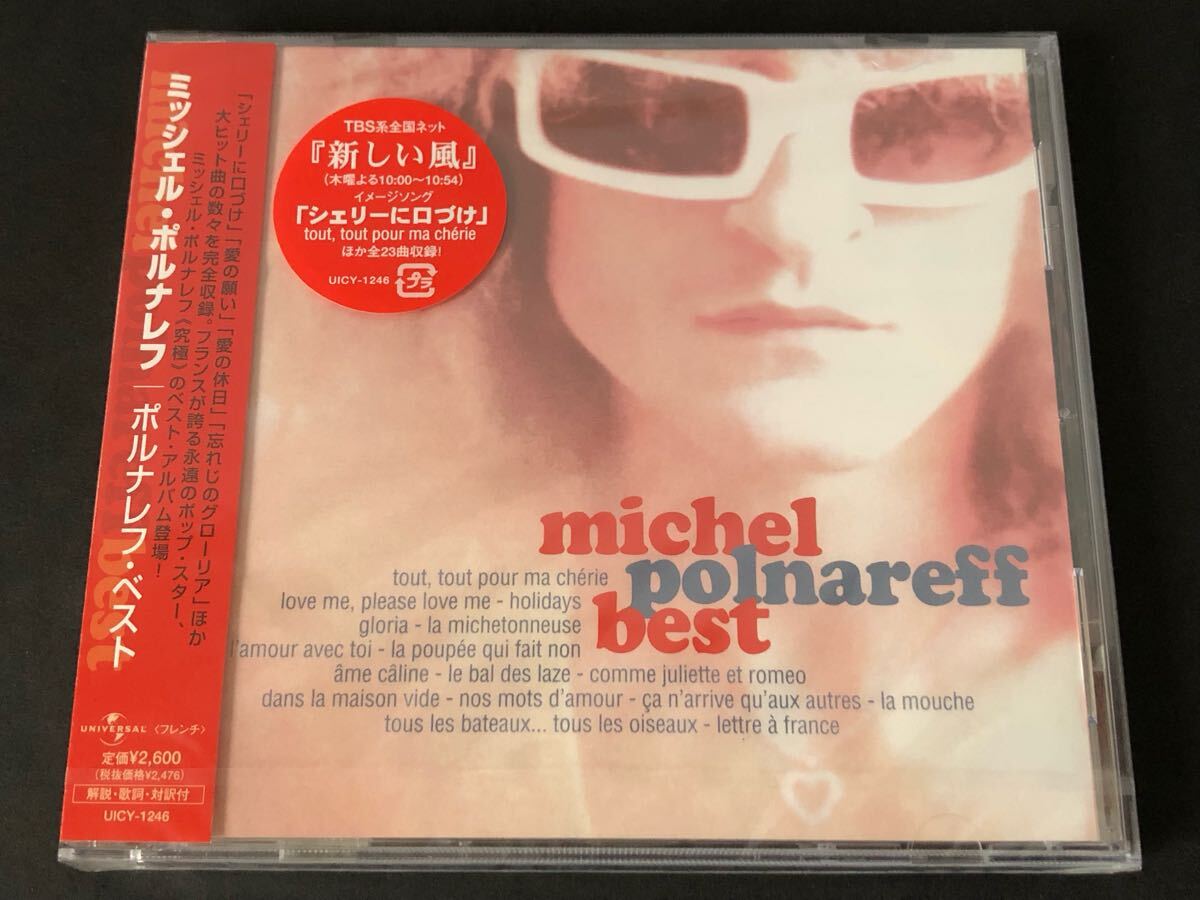 ミッシェル・ポルナレフ｜ポルナレフ・ベスト
「シェリーに口づけ」「愛の願い」「愛の休日」「忘れじのグローリア」ほか
大ヒット曲の数々を完全収録。フランスが誇る永遠のポップ・スター、
ミッシェル・ポルナレフ《究極》のベスト・アルバム登場！
UNIVERSAL 〈フレンチ〉
定価¥2,600
(税抜価格¥2,476)
解説・歌詞・対訳付
UICY-1246
TBS系全国ネット
『新しい風』
(木曜よる10:00〜10:54)
イメージソング
「シェリーに口づけ」
tout, tout pour ma chérie
ほか全23曲収録!
UICY-1246 プラ
michel
polnareff
best
tout, tout pour ma chérie
love me, please love me - holidays
gloria - la michetonneuse
l'amour avec toi - la poupée qui fait non
âme câline - le bal des laze - comme juliette et romeo
dans la maison vide - nos mots d'amour - ça n'arrive qu'aux autres - la mouche
tous les bateaux... tous les oiseaux - lettre à france